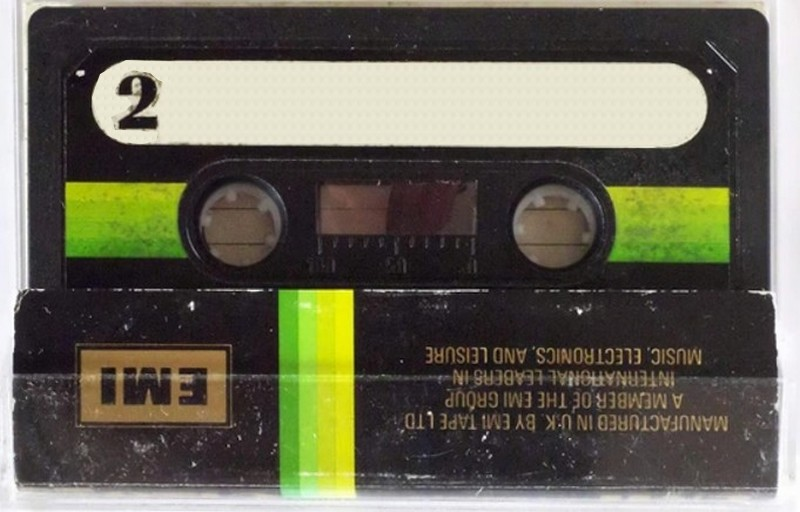 2
EMI
MANUFACTURED IN U.K. BY EMI TAPE LTD
A MEMBER OF THE EMI GROUP
INTERNATIONAL LEADERS IN
MUSIC, ELECTRONICS, AND LEISURE